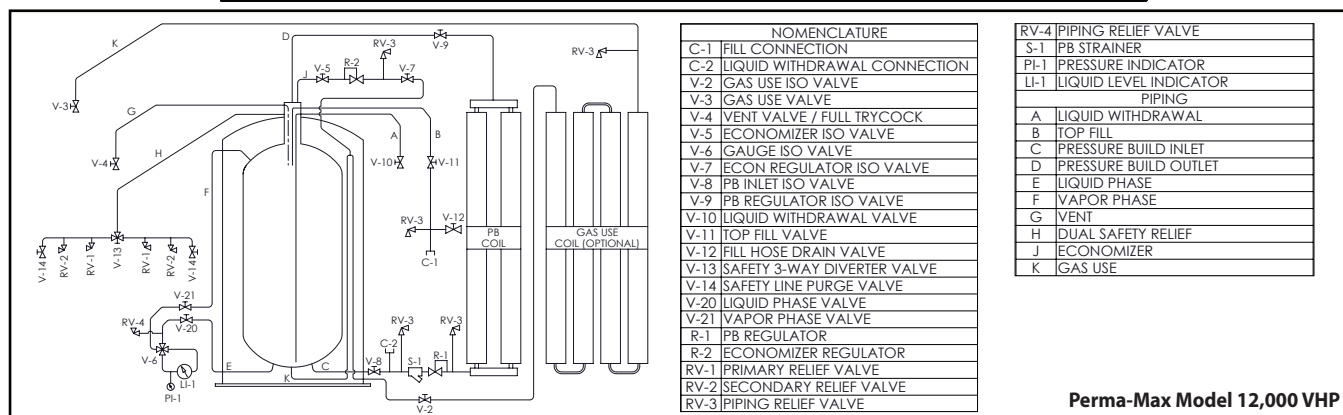 K
D
V-9
RV-3
RV-3
R-2
V-5
V-7
J
V-3
G
A
B
H
V-4
V-10
V-11
F
RV-3
V-12
C-1
PB
COIL
GAS USE
COIL (OPTIONAL)
V-14
RV-2
RV-1
V-13
RV-1
RV-2
V-14
V-21
RV-4
V-20
V-6
LI-1
PI-1
E
K
C
V-8
C-2
RV-3
S-1
R-1
RV-3
V-2
NOMENCLATURE
C-1 FILL CONNECTION
C-2 LIQUID WITHDRAWAL CONNECTION
V-2 GAS USE ISO VALVE
V-3 GAS USE VALVE
V-4 VENT VALVE / FULL TRYCOCK
V-5 ECONOMIZER ISO VALVE
V-6 GAUGE ISO VALVE
V-7 ECON REGULATOR ISO VALVE
V-8 PB INLET ISO VALVE
V-9 PB REGULATOR ISO VALVE
V-10 LIQUID WITHDRAWAL VALVE
V-11 TOP FILL VALVE
V-12 FILL HOSE DRAIN VALVE
V-13 SAFETY 3-WAY DIVERTER VALVE
V-14 SAFETY LINE PURGE VALVE
V-20 LIQUID PHASE VALVE
V-21 VAPOR PHASE VALVE
R-1 PB REGULATOR
R-2 ECONOMIZER REGULATOR
RV-1 PRIMARY RELIEF VALVE
RV-2 SECONDARY RELIEF VALVE
RV-3 PIPING RELIEF VALVE
RV-4 PIPING RELIEF VALVE
S-1 PB STRAINER
PI-1 PRESSURE INDICATOR
LI-1 LIQUID LEVEL INDICATOR
PIPING
A LIQUID WITHDRAWAL
B TOP FILL
C PRESSURE BUILD INLET
D PRESSURE BUILD OUTLET
E LIQUID PHASE
F VAPOR PHASE
G VENT
H DUAL SAFETY RELIEF
J ECONOMIZER
K GAS USE
Perma-Max Model 12,000 VHP